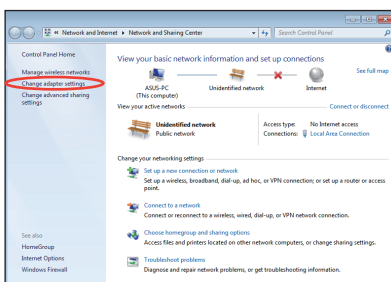 Network and Internet ▸ Network and Sharing Center
Search Control Panel
Control Panel Home
Manage wireless networks
Change adapter settings
Change advanced sharing
settings
View your basic network information and set up connections
See full map
ASUS-PC
(This computer)
Unidentified network
Internet
View your active networks
Connect or disconnect
Unidentified network
Public network
Access type: No Internet access
Connections: Local Area Connection
Change your networking settings
Set up a new connection or network
Set up a wireless, broadband, dial-up, ad hoc, or VPN connection; or set up a router or access
point.
Connect to a network
Connect or reconnect to a wireless, wired, dial-up, or VPN network connection.
Choose homegroup and sharing options
Access files and printers located on other network computers, or change sharing settings.
Troubleshoot problems
Diagnose and repair network problems, or get troubleshooting information.
See also
HomeGroup
Internet Options
Windows Firewall